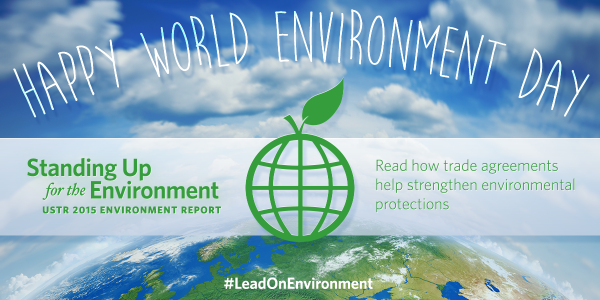 HAPPY WORLD ENVIRONMENT DAY
Standing Up
for the Environment
USTR 2015 ENVIRONMENT REPORT
Read how trade agreements
help strengthen environmental
protections
#LeadOnEnvironment